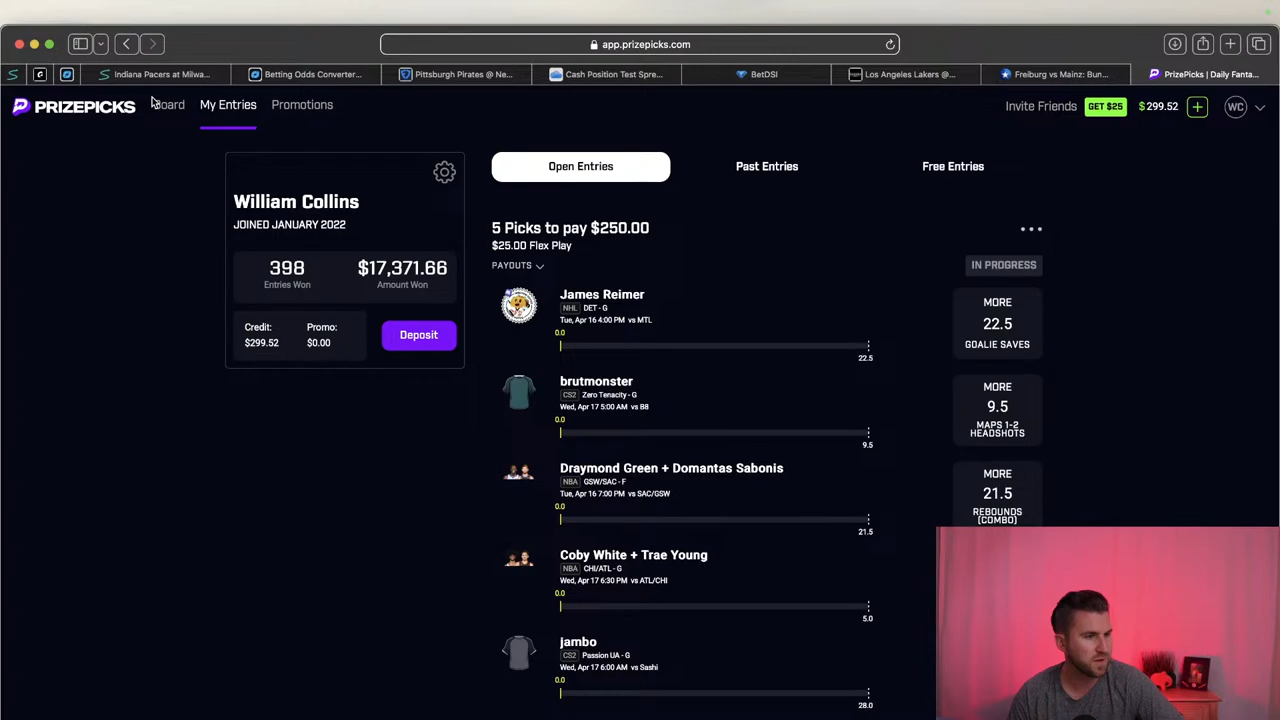 app.prizepicks.com
Indiana Pacers at Milwa...
Betting Odds Converter...
Pittsburgh Pirates @ Ne...
Cash Position Test Spre...
BetDSI
Los Angeles Lakers @...
Freiburg vs Mainz: Bun...
PrizePicks | Daily Fanta...
PRIZEPICKS
Board
My Entries
Promotions
Invite Friends
GET $25
$299.52
WC
William Collins
JOINED JANUARY 2022
398
Entries Won
$17,371.66
Amount Won
Credit:
$299.52
Promo:
$0.00
Deposit
Open Entries
Past Entries
Free Entries
5 Picks to pay $250.00
$25.00 Flex Play
PAYOUTS
IN PROGRESS
James Reimer
NHL DET - G
Tue, Apr 16 4:00 PM vs MTL
0.0
22.5
MORE
22.5
GOALIE SAVES
brutmonster
CS2 Zero Tenacity - G
Wed, Apr 17 5:00 AM vs B8
0.0
9.5
MORE
9.5
MAPS 1-2
HEADSHOTS
Draymond Green + Domantas Sabonis
NBA GSW/SAC - F
Tue, Apr 16 7:00 PM vs SAC/GSW
0.0
21.5
MORE
21.5
REBOUNDS
(COMBO)
Coby White + Trae Young
NBA CHI/ATL - G
Wed, Apr 17 6:30 PM vs ATL/CHI
0.0
5.0
jambo
CS2 Passion UA - G
Wed, Apr 17 6:00 AM vs Sashi
0.0
28.0